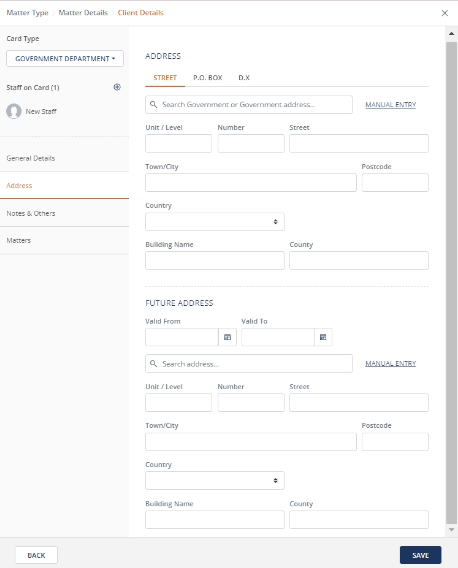 Matter Type Matter Details Client Details
Card Type
GOVERNMENT DEPARTMENT
Staff on Card (1)
New Staff
General Details
Address
Notes & Others
Matters
ADDRESS
STREET P.O. BOX D.X
Search Government or Government address... MANUAL ENTRY
Unit / Level Number Street
Town/City Postcode
Country
Building Name County
FUTURE ADDRESS
Valid From Valid To
Search address... MANUAL ENTRY
Unit / Level Number Street
Town/City Postcode
Country
Building Name County
BACK SAVE